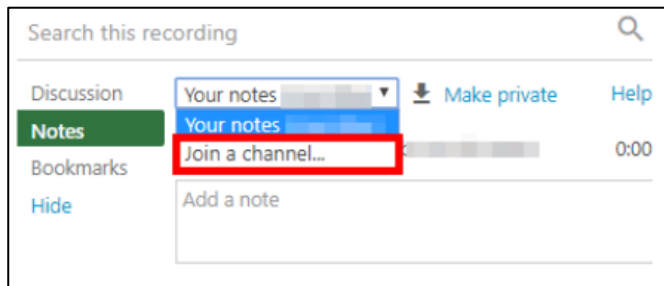 Search this recording
Discussion
Your notes
Make private
Help
Notes
Your notes
Join a channel...
0:00
Bookmarks
Hide
Add a note